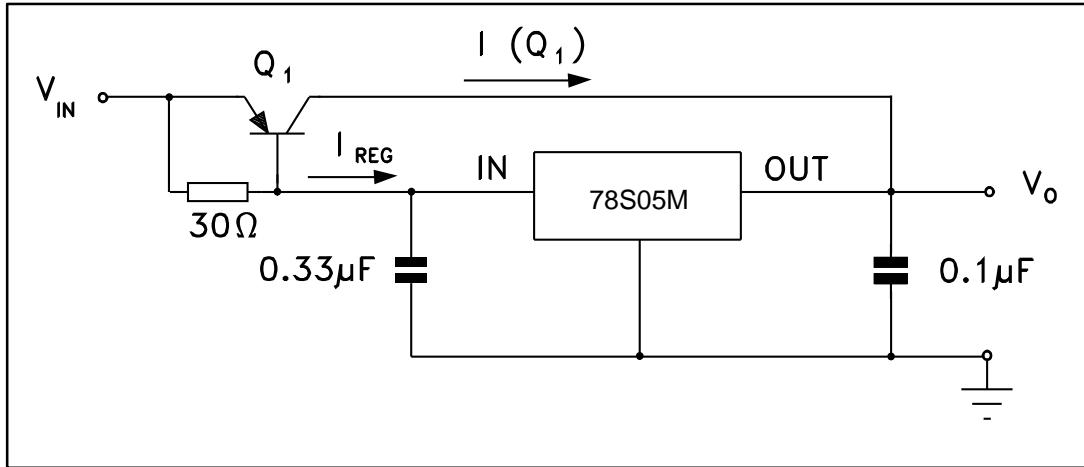 I (Q1)
Q1
VIN
IREG
IN
OUT
78S05M
VO
30Ω
0.33µF
0.1µF